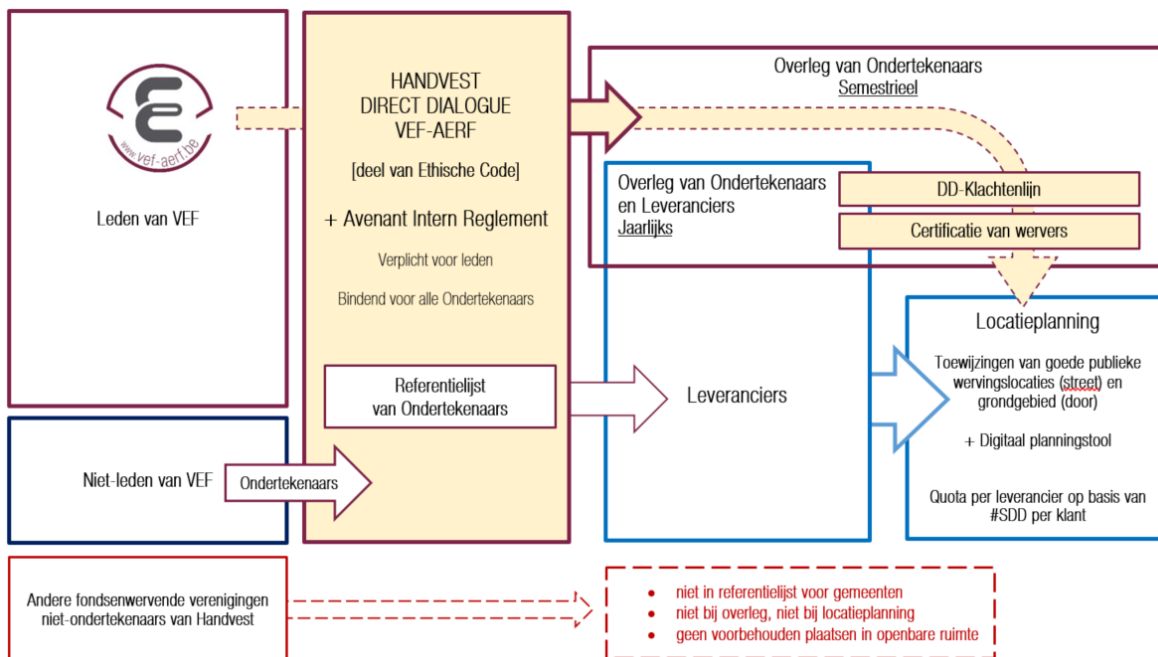 www.vef-aerf.be
Leden van VEF
HANDVEST
DIRECT DIALOGUE
VEF-AERF
[deel van Ethische Code]
+ Avenant Intern Reglement
Verplicht voor leden
Bindend voor alle Ondertekenaars
Referentielijst
van Ondertekenaars
Niet-leden van VEF
Ondertekenaars
Overleg van Ondertekenaars
Semestrieel
Overleg van Ondertekenaars
en Leveranciers
Jaarlijks
DD-Klachtenlijn
Certificatie van wervers
Leveranciers
Locatieplanning
Toewijzingen van goede publieke
wervingslocaties (street) en
grondgebied (door)
+ Digitaal planningstool
Quota per leverancier op basis van
#SDD per klant
Andere fondsenwervende verenigingen
niet-ondertekenaars van Handvest
• niet in referentielijst voor gemeenten
• niet bij overleg, niet bij locatieplanning
• geen voorbehouden plaatsen in openbare ruimte